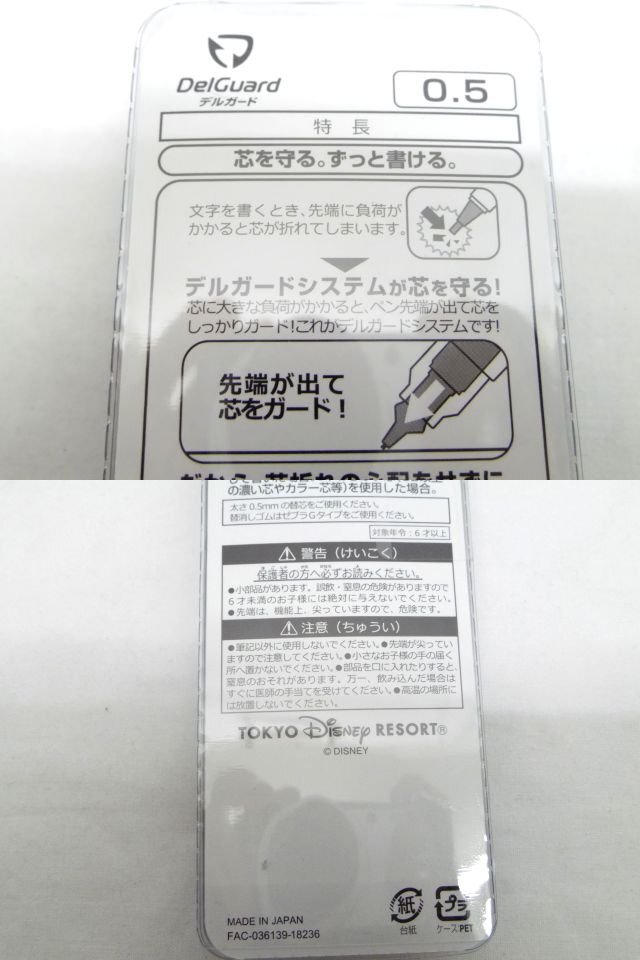 DelGuard
デルガード
0.5
特 長
芯を守る。ずっと書ける。
文字を書くとき、先端に負荷が
かかると芯が折れてしまいます。
デルガードシステムが芯を守る!
芯に大きな負荷がかかると、ペン先端が出て芯を
しっかりガード!これがデルガードシステムです!
先端が出て
芯をガード!
だから、芯折れの心配をせずに
の濃い芯やカラー芯等)を使用した場合。
太さ0.5mmの替芯をご使用ください。
替消しゴムはゼブラGタイプをご使用ください。
対象年令:6才以上
警告(けいこく)
保護者の方へ必ずお読みください。
●小部品があります。誤飲・窒息の危険がありますので
6才未満のお子様には絶対に与えないでください。
●先端は、機能上、尖っていますので、危険です。
注意(ちゅうい)
●筆記以外に使用しないでください。●先端が尖ってい
ますので注意してください。●小さなお子様の手の届く
所へ置かないでください。●部品を口に入れたりすると、
窒息のおそれがあります。万一、飲み込んだ場合は
すぐに医師の手当てを受けてください。●高温の場所に
は放置しないでください。
TOKYO Disney RESORT®
© DISNEY
MADE IN JAPAN
FAC-036139-18236
紙
台紙
プラ
ケース:PET